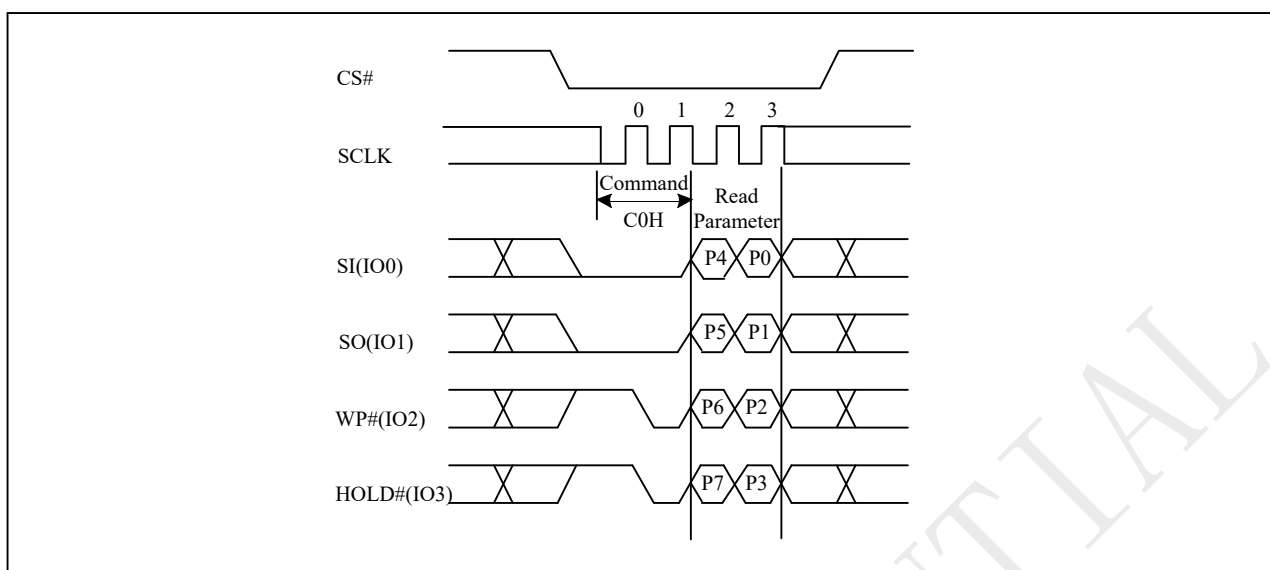 CS#
0 1 2 3
SCLK
Command
C0H
Read
Parameter
SI(IO0) P4 P0
SO(IO1) P5 P1
WP#(IO2) P6 P2
HOLD#(IO3) P7 P3
NTIAL